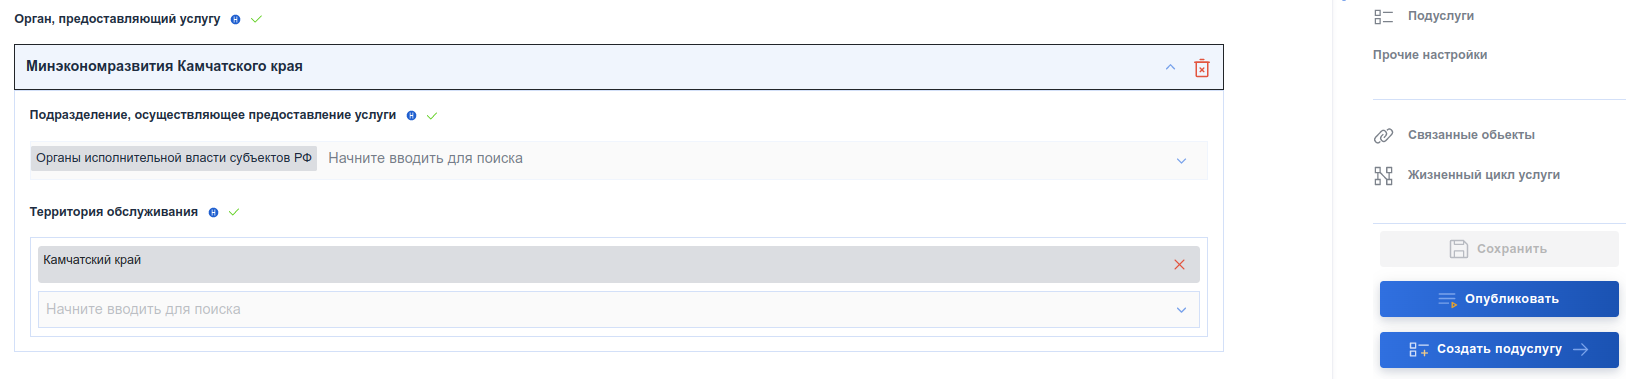 Орган, предоставляющий услугу
Минэкономразвития Камчатского края
Подразделение, осуществляющее предоставление услуги
Органы исполнительной власти субъектов РФ Начните вводить для поиска
Территория обслуживания
Камчатский край
Начните вводить для поиска
Подуслуги
Прочие настройки
Связанные обьекты
Жизненный цикл услуги
Сохранить
Опубликовать
Создать подуслугу